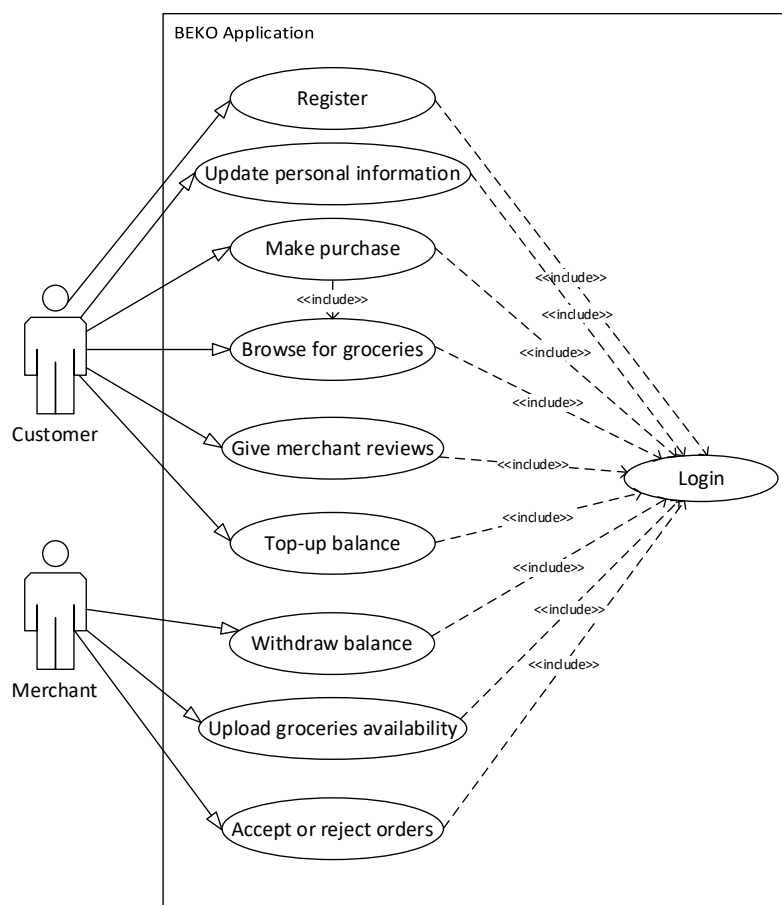 BEKO Application
Register
Update personal information
Make purchase
<<include>>
<<include>>
<<include>>
<<include>>
Browse for groceries
<<include>>
Customer
Give merchant reviews
<<include>>
Login
Top-up balance
<<include>>
Merchant
Withdraw balance
<<include>>
<<include>>
<<include>>
Upload groceries availability
Accept or reject orders